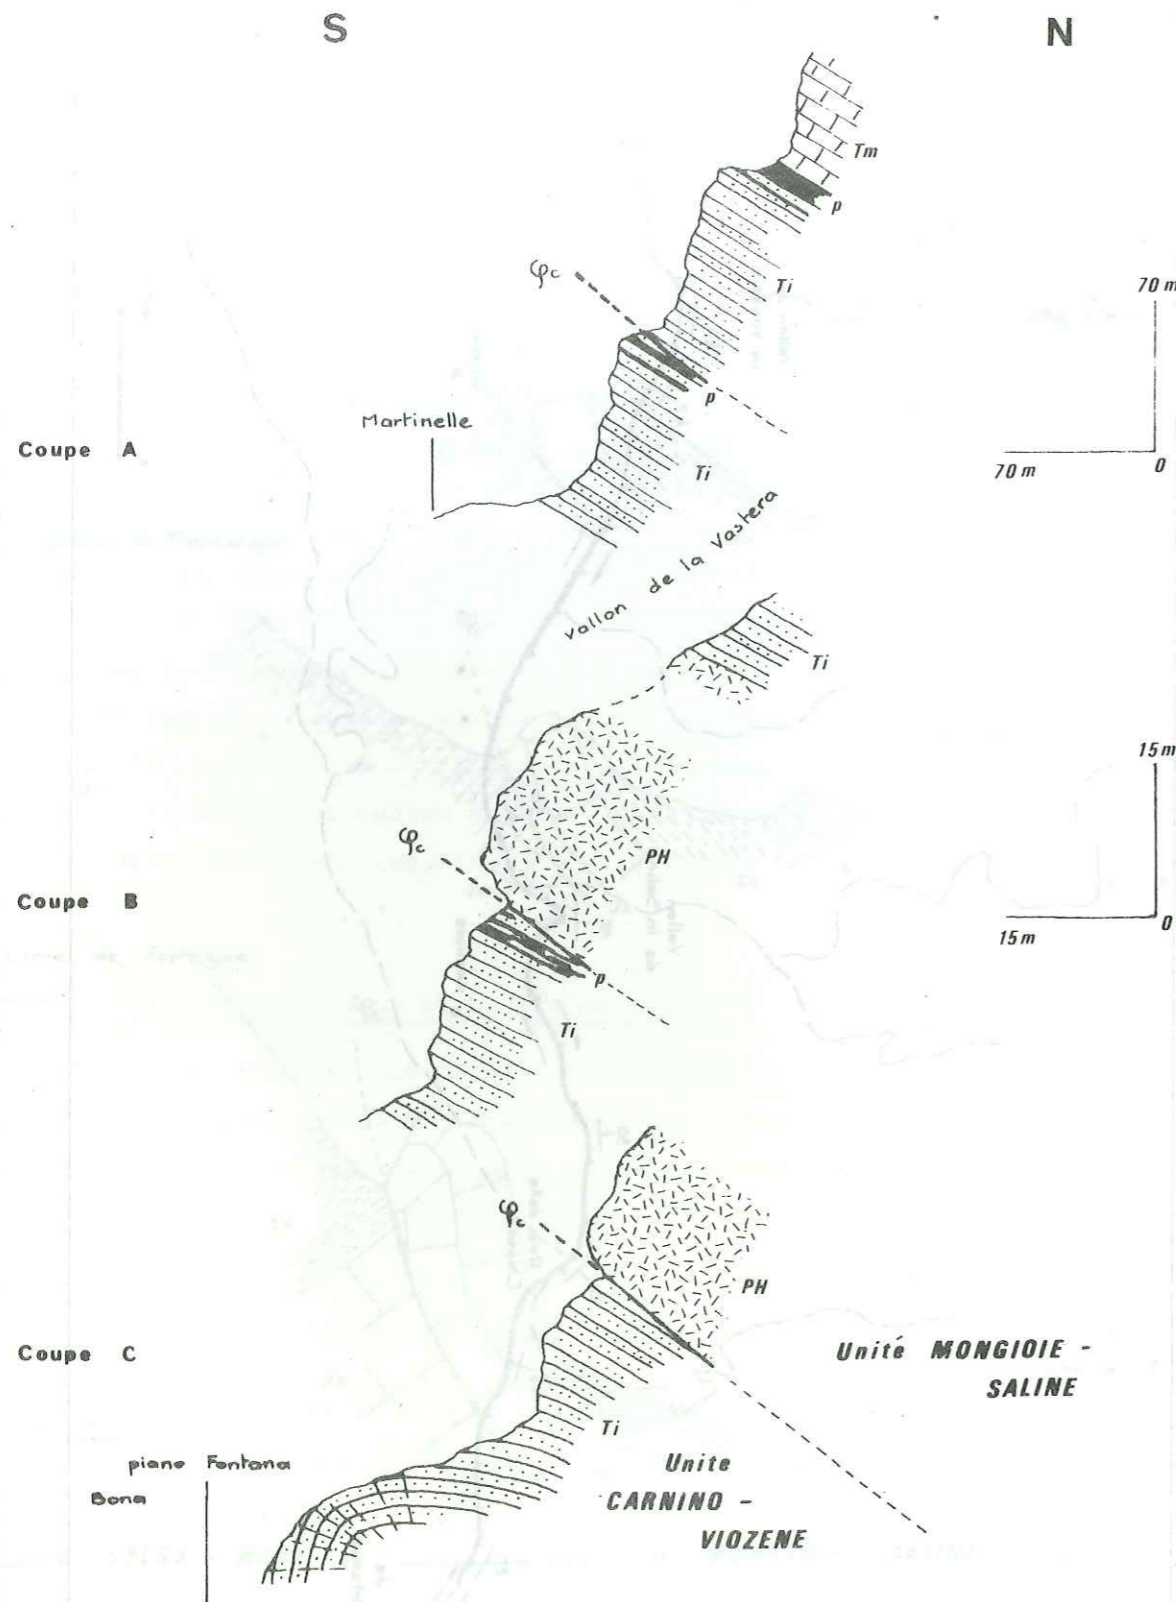 S N
Tm
p
φc
Ti
70 m
p
Martinelle
Coupe A
Ti
70 m 0
vallon de la Vastera
Ti
15 m
φc
PH
Coupe B
15 m 0
p
Ti
φc
PH
Coupe C
Unité MONGIOIE -
SALINE
Ti
piano Fontana
Bona
Unite
CARNINO -
VIOZENE